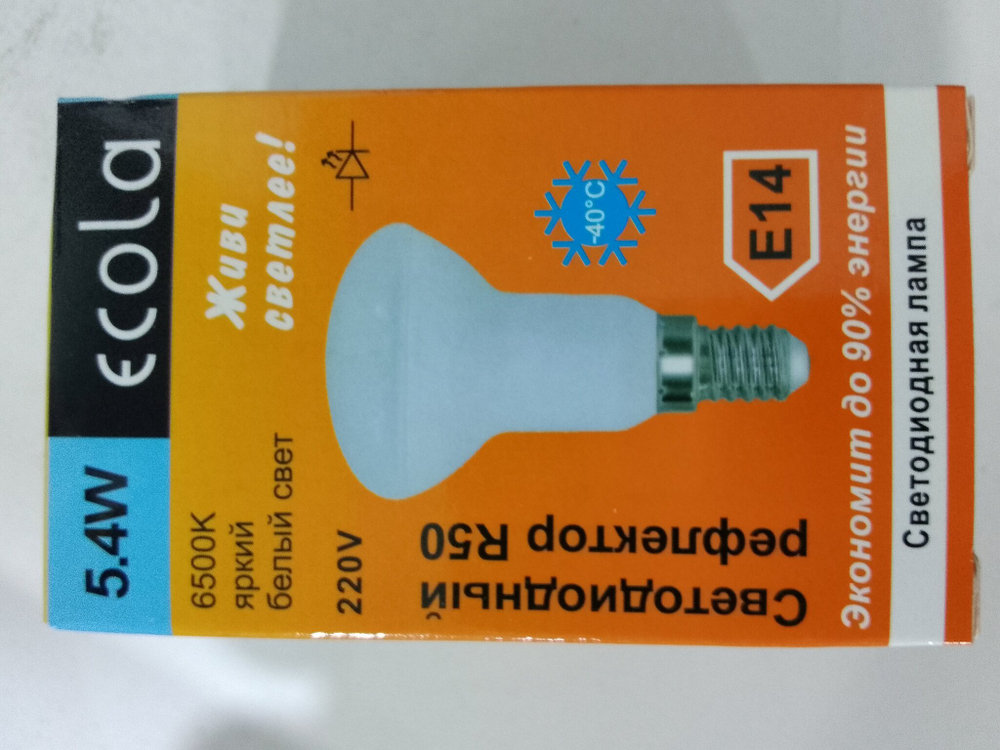 5.4W
ecola
6500K
яркий
белый свет
Живи
светлее!
220V
-40°C
Светодиодный
рефлектор R50
E14
Экономит до 90% энергии
Светодиодная лампа